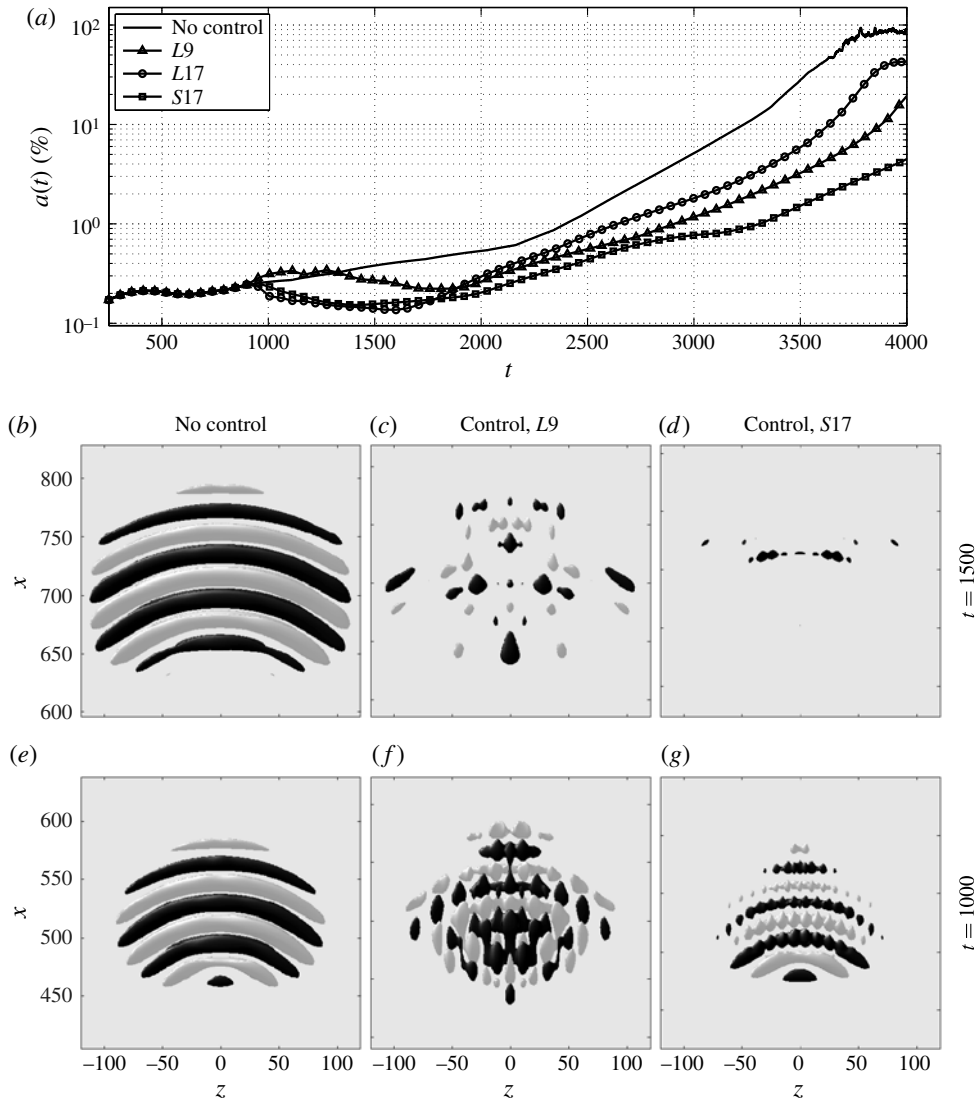 (a)
No control
L9
L17
S17
10²
10¹
10⁰
10⁻¹
a(t) (%)
500 1000 1500 2000 2500 3000 3500 4000
t
(b) No control
(c) Control, L9
(d) Control, S17
800
750
700
650
600
x
t = 1500
(e)
(f)
(g)
600
550
500
450
x
t = 1000
−100 −50 0 50 100
−100 −50 0 50 100
−100 −50 0 50 100
z
z
z